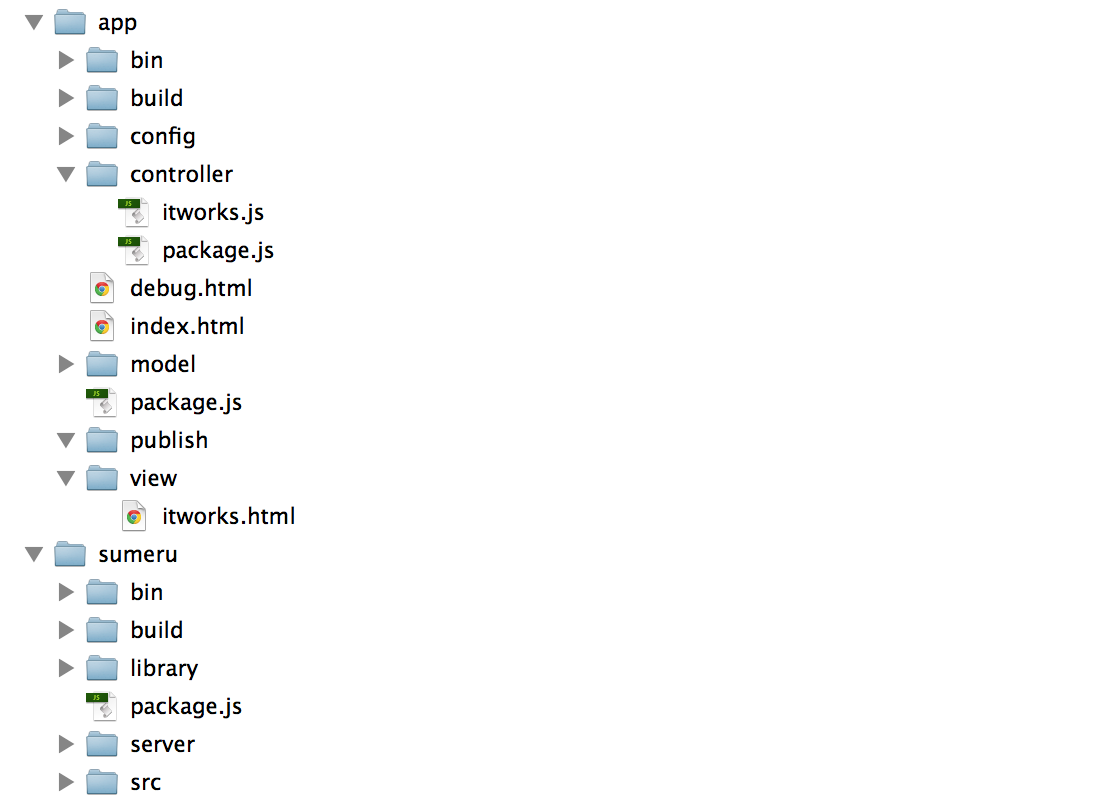 app
bin
build
config
controller
JS itworks.js
JS package.js
debug.html
index.html
model
JS package.js
publish
view
itworks.html
sumeru
bin
build
library
JS package.js
server
src